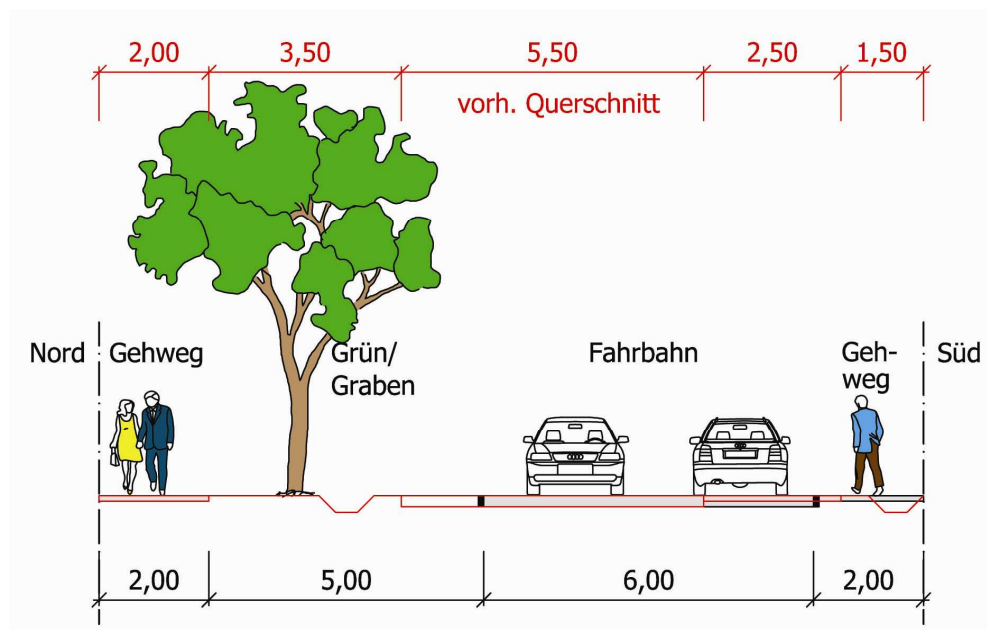 2,00 3,50 5,50 2,50 1,50
vorh. Querschnitt
Nord Gehweg Grün/ Fahrbahn Geh- Süd
Graben weg
2,00 5,00 6,00 2,00